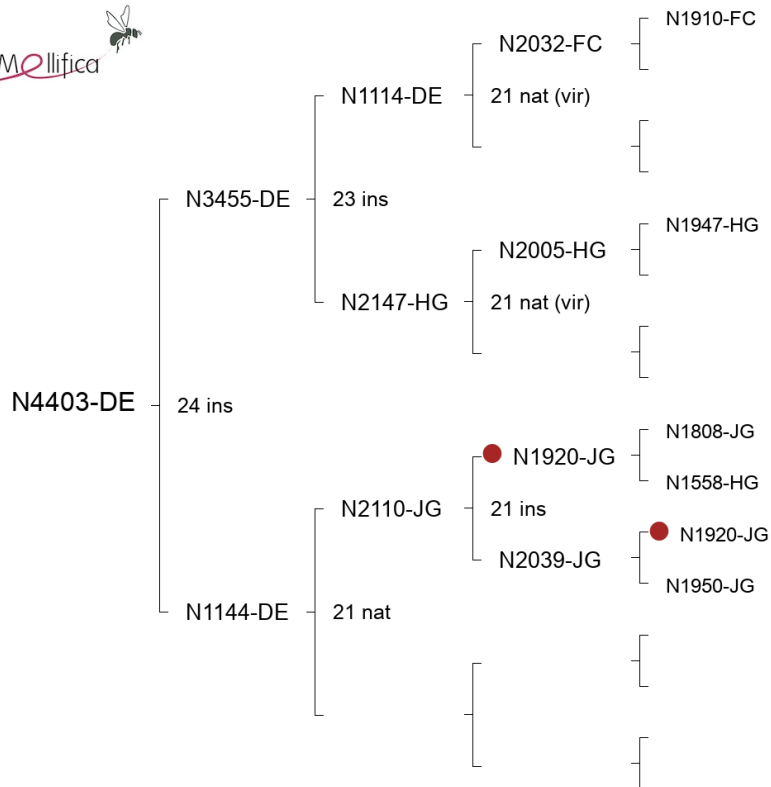 Mellifica
N1910-FC
N2032-FC
N1114-DE
21 nat (vir)
N3455-DE
23 ins
N1947-HG
N2005-HG
N2147-HG
21 nat (vir)
N4403-DE
24 ins
N1808-JG
N1920-JG
N1558-HG
N2110-JG
21 ins
N1920-JG
N2039-JG
N1950-JG
N1144-DE
21 nat